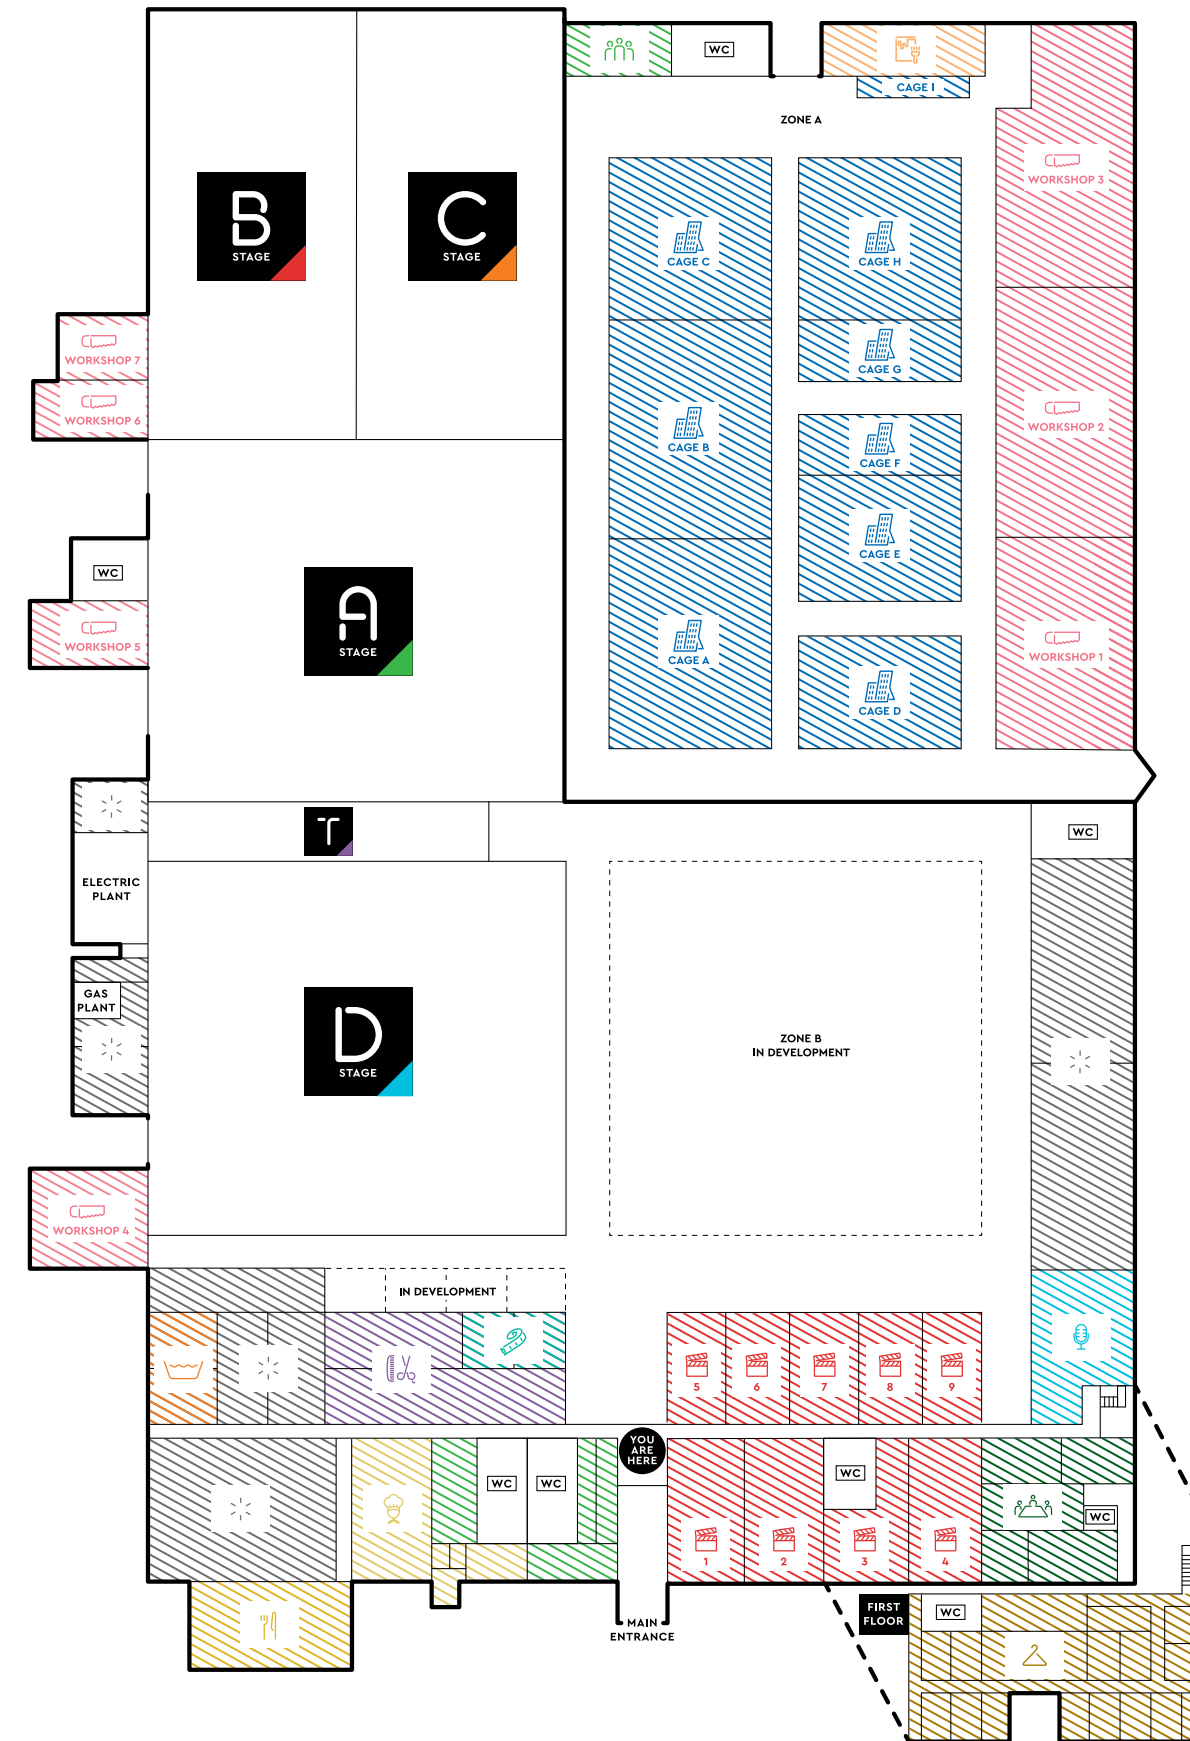 WC
CAGE I
ZONE A
WORKSHOP 3
B
STAGE
C
STAGE
CAGE C
CAGE H
WORKSHOP 7
CAGE G
WORKSHOP 6
WORKSHOP 2
CAGE B
CAGE F
CAGE E
WC
A
STAGE
WORKSHOP 5
CAGE A
WORKSHOP 1
CAGE D
T
WC
ELECTRIC
PLANT
GAS
PLANT
D
STAGE
ZONE B
IN DEVELOPMENT
WORKSHOP 4
IN DEVELOPMENT
5
6
7
8
9
YOU
ARE
HERE
WC
WC
WC
WC
1
2
3
4
MAIN
ENTRANCE
FIRST
FLOOR
WC